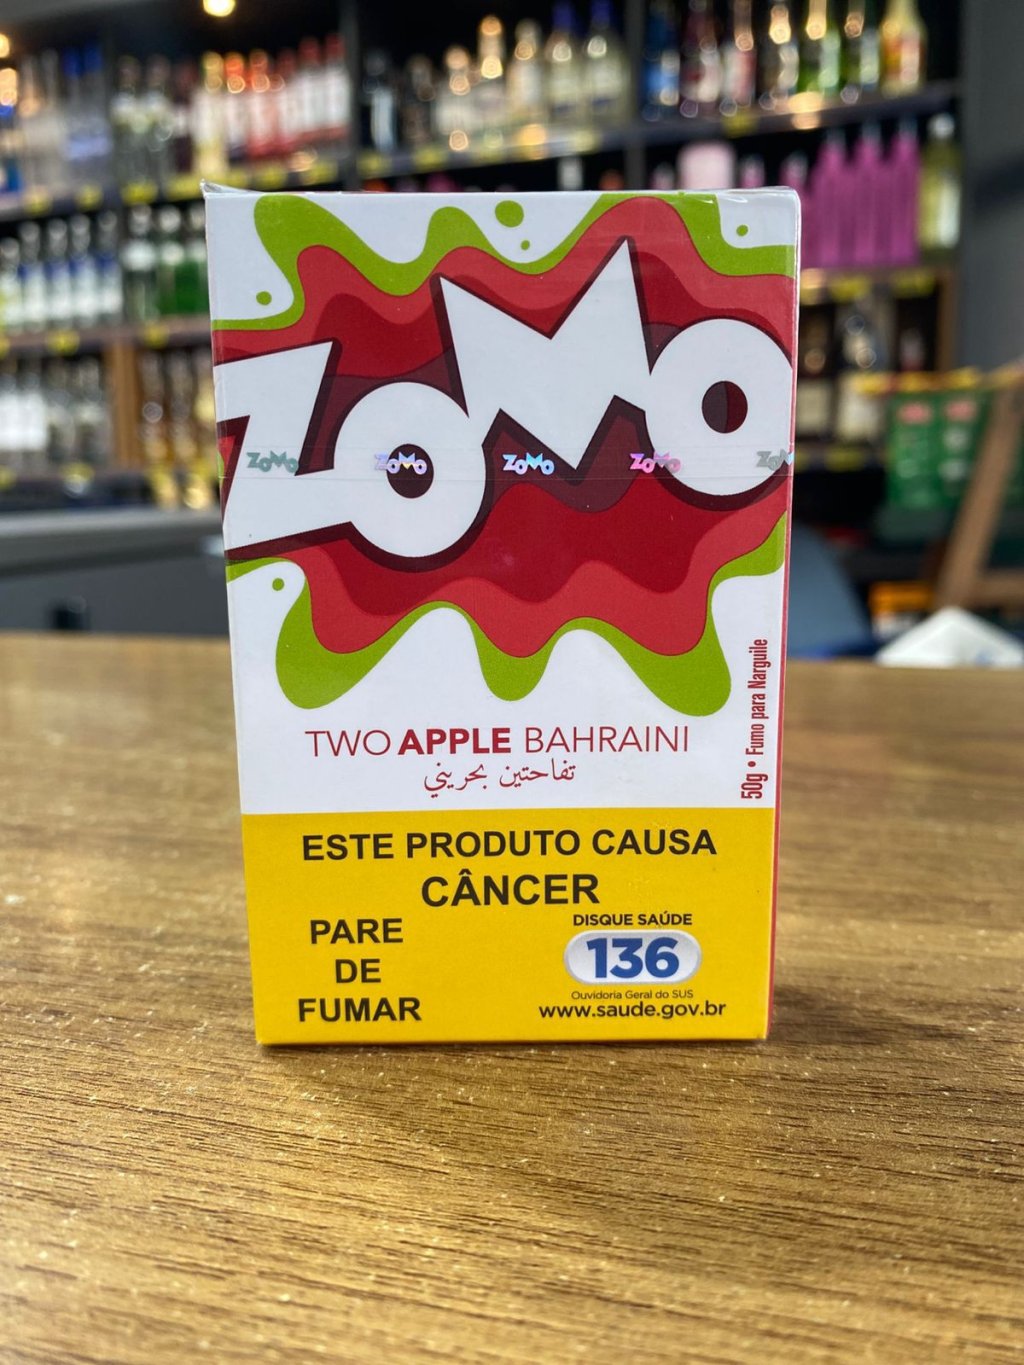 ZOMO
ZOMO ZOMO ZOMO ZOMO ZOMO
TWO APPLE BAHRAINI
تفاحتين بحريني
50g • Fumo para Narguile
ESTE PRODUTO CAUSA
CÂNCER
PARE
DE
FUMAR
DISQUE SAÚDE
136
Ouvidoria Geral do SUS
www.saude.gov.br